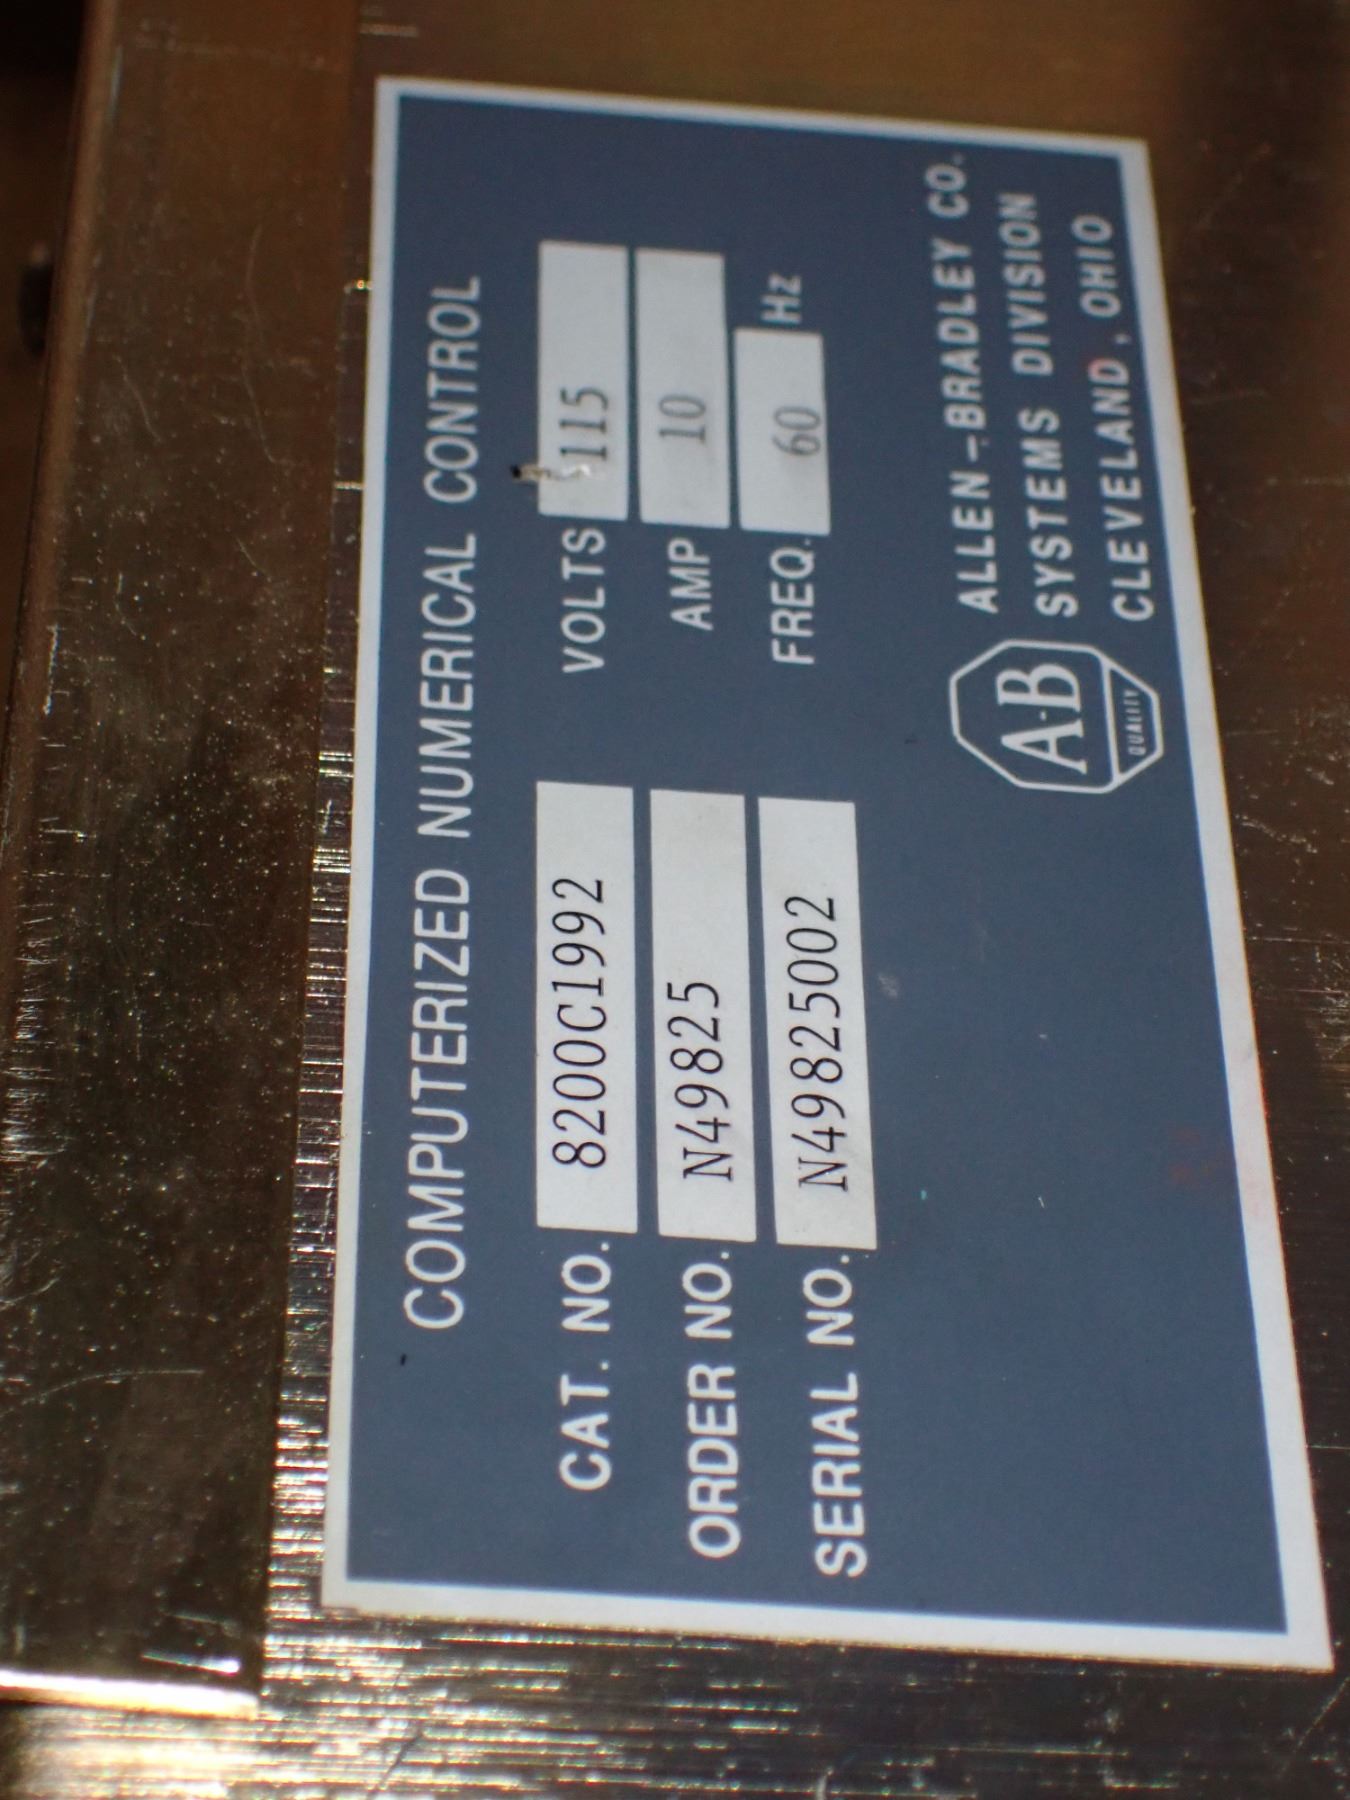 COMPUTERIZED NUMERICAL CONTROL
CAT. NO. 8200C1992
ORDER NO. N49825
SERIAL NO. N49825002
VOLTS 115
AMP 10
FREQ. 60 Hz
A-B
QUALITY
ALLEN-BRADLEY CO.
SYSTEMS DIVISION
CLEVELAND, OHIO